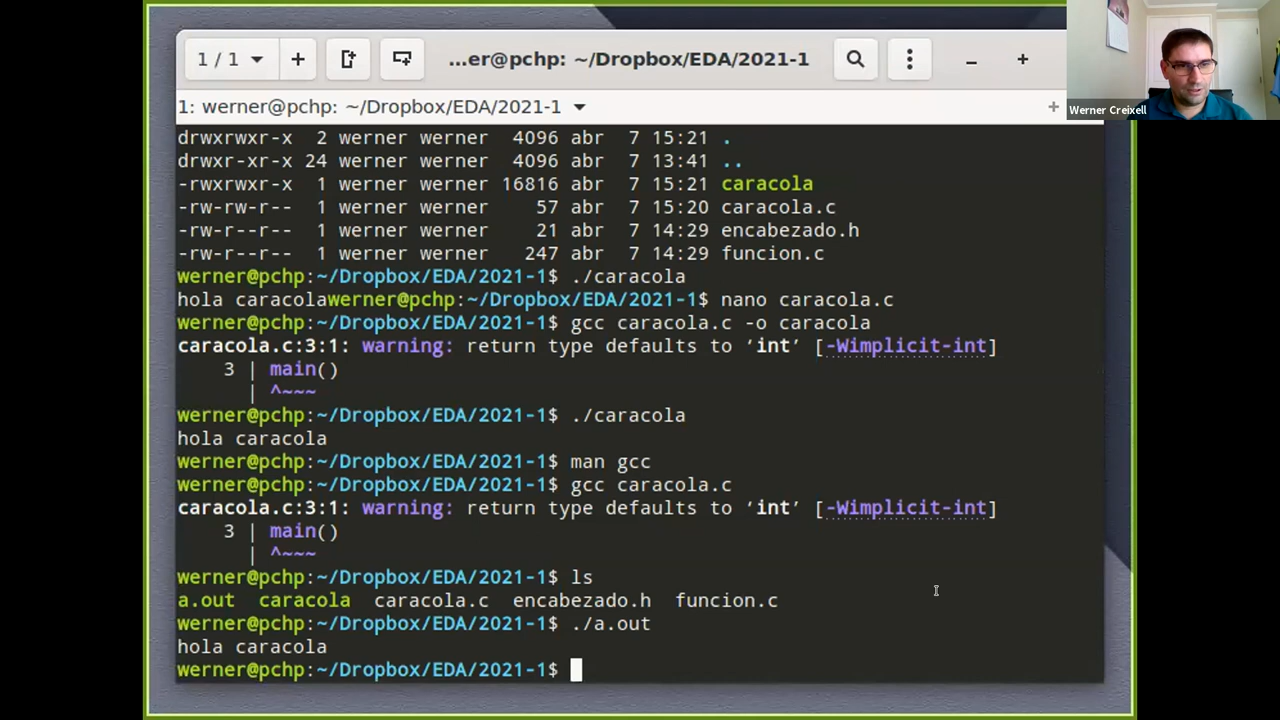 1 / 1
…er@pchp: ~/Dropbox/EDA/2021-1
Werner Creixell
1: werner@pchp: ~/Dropbox/EDA/2021-1
drwxrwxr-x  2 werner werner  4096 abr  7 15:21 .
drwxr-xr-x 24 werner werner  4096 abr  7 13:41 ..
-rwxrwxr-x  1 werner werner 16816 abr  7 15:21 caracola
-rw-rw-r--  1 werner werner    57 abr  7 15:20 caracola.c
-rw-r--r--  1 werner werner    21 abr  7 14:29 encabezado.h
-rw-r--r--  1 werner werner   247 abr  7 14:29 funcion.c
werner@pchp:~/Dropbox/EDA/2021-1$ ./caracola
hola caracolawerner@pchp:~/Dropbox/EDA/2021-1$ nano caracola.c
werner@pchp:~/Dropbox/EDA/2021-1$ gcc caracola.c -o caracola
caracola.c:3:1: warning: return type defaults to ‘int’ [-Wimplicit-int]
    3 | main()
      | ^~~~
werner@pchp:~/Dropbox/EDA/2021-1$ ./caracola
hola caracola
werner@pchp:~/Dropbox/EDA/2021-1$ man gcc
werner@pchp:~/Dropbox/EDA/2021-1$ gcc caracola.c
caracola.c:3:1: warning: return type defaults to ‘int’ [-Wimplicit-int]
    3 | main()
      | ^~~~
werner@pchp:~/Dropbox/EDA/2021-1$ ls
a.out  caracola  caracola.c  encabezado.h  funcion.c
werner@pchp:~/Dropbox/EDA/2021-1$ ./a.out
hola caracola
werner@pchp:~/Dropbox/EDA/2021-1$